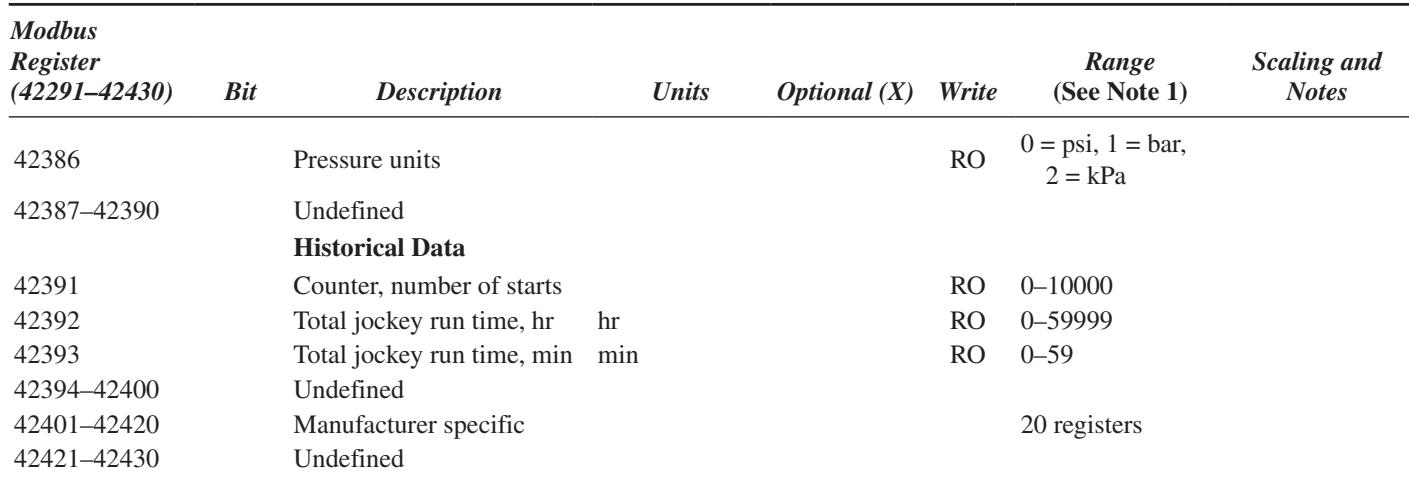 Modbus
Register
(42291–42430) Bit Description Units Optional (X) Write Range (See Note 1) Scaling and Notes
42386 Pressure units RO 0 = psi, 1 = bar,
2 = kPa
42387–42390 Undefined
Historical Data
42391 Counter, number of starts RO 0–10000
42392 Total jockey run time, hr hr RO 0–59999
42393 Total jockey run time, min min RO 0–59
42394–42400 Undefined
42401–42420 Manufacturer specific 20 registers
42421–42430 Undefined